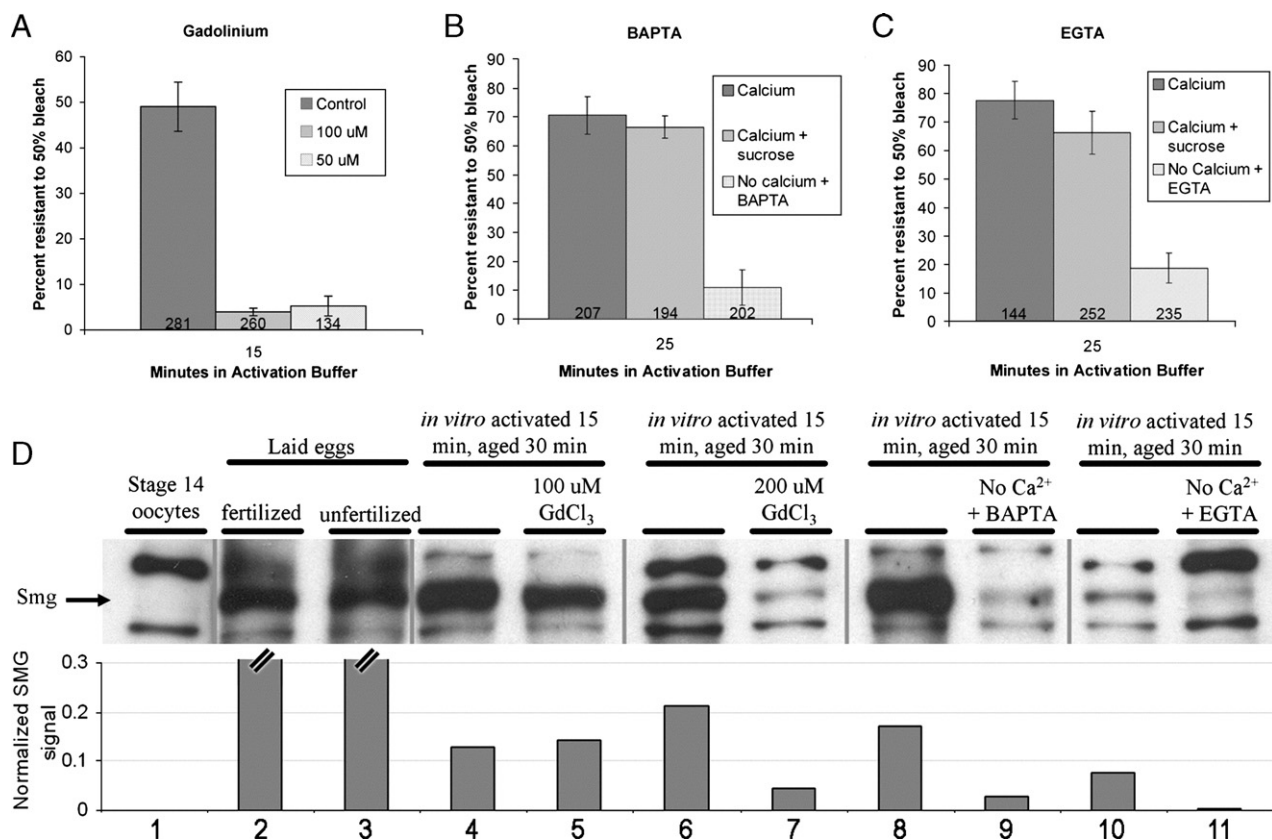 A
Gadolinium
Percent resistant to 50% bleach
60
50
40
30
20
10
0
Control
100 uM
50 uM
281
260
134
15
Minutes in Activation Buffer
B
BAPTA
Percent resistant to 50% bleach
90
80
70
60
50
40
30
20
10
0
Calcium
Calcium +
sucrose
No calcium +
BAPTA
207
194
202
25
Minutes in Activation Buffer
C
EGTA
Percent resistant to 50% bleach
90
80
70
60
50
40
30
20
10
0
Calcium
Calcium +
sucrose
No Calcium +
EGTA
144
252
235
25
Minutes in Activation Buffer
D
Stage 14
oocytes
Laid eggs
fertilized
unfertilized
in vitro activated 15
min, aged 30 min
100 uM
GdCl₃
in vitro activated 15
min, aged 30 min
200 uM
GdCl₃
in vitro activated 15
min, aged 30 min
No Ca²⁺
+ BAPTA
in vitro activated 15
min, aged 30 min
No Ca²⁺
+ EGTA
Smg
Normalized SMG
signal
0.3
0.2
0.1
0
1 2 3 4 5 6 7 8 9 10 11